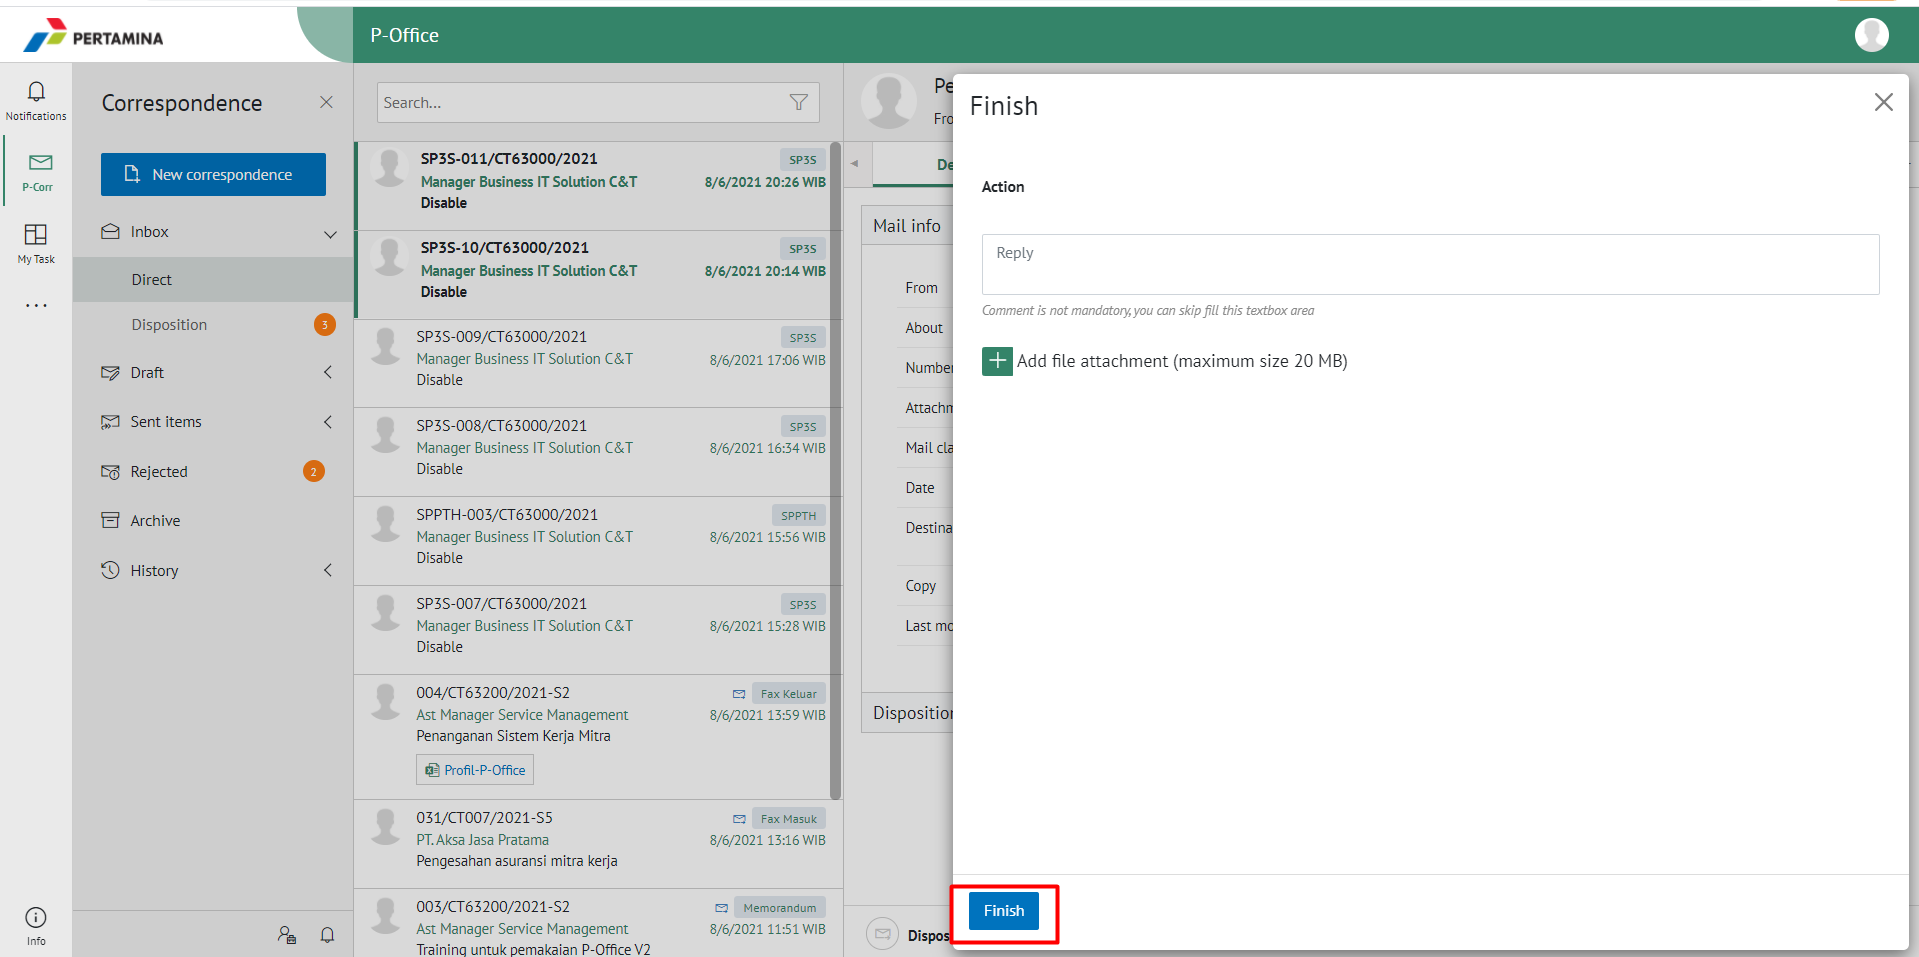 PERTAMINA
P-Office
Notifications
P-Corr
My Task
Info
Correspondence
New correspondence
Inbox
Direct
Disposition
3
Draft
Sent items
Rejected
2
Archive
History
Search...
SP3S-011/CT63000/2021
SP3S
Manager Business IT Solution C&T
8/6/2021 20:26 WIB
Disable
SP3S-10/CT63000/2021
SP3S
Manager Business IT Solution C&T
8/6/2021 20:14 WIB
Disable
SP3S-009/CT63000/2021
SP3S
Manager Business IT Solution C&T
8/6/2021 17:06 WIB
Disable
SP3S-008/CT63000/2021
SP3S
Manager Business IT Solution C&T
8/6/2021 16:34 WIB
Disable
SPPTH-003/CT63000/2021
SPPTH
Manager Business IT Solution C&T
8/6/2021 15:56 WIB
Disable
SP3S-007/CT63000/2021
SP3S
Manager Business IT Solution C&T
8/6/2021 15:28 WIB
Disable
004/CT63200/2021-S2
Fax Keluar
Ast Manager Service Management
8/6/2021 13:59 WIB
Penanganan Sistem Kerja Mitra
Profil-P-Office
031/CT007/2021-S5
Fax Masuk
PT. Aksa Jasa Pratama
8/6/2021 13:16 WIB
Pengesahan asuransi mitra kerja
003/CT63200/2021-S2
Memorandum
Ast Manager Service Management
8/6/2021 11:51 WIB
Training untuk pemakaian P-Office V2
Pe
Fro
De
Mail info
From
About
Number
Attachm
Mail cla
Date
Destina
Copy
Last mo
Disposition
Dispos
Finish
Action
Reply
Comment is not mandatory, you can skip fill this textbox area
Add file attachment (maximum size 20 MB)
Finish